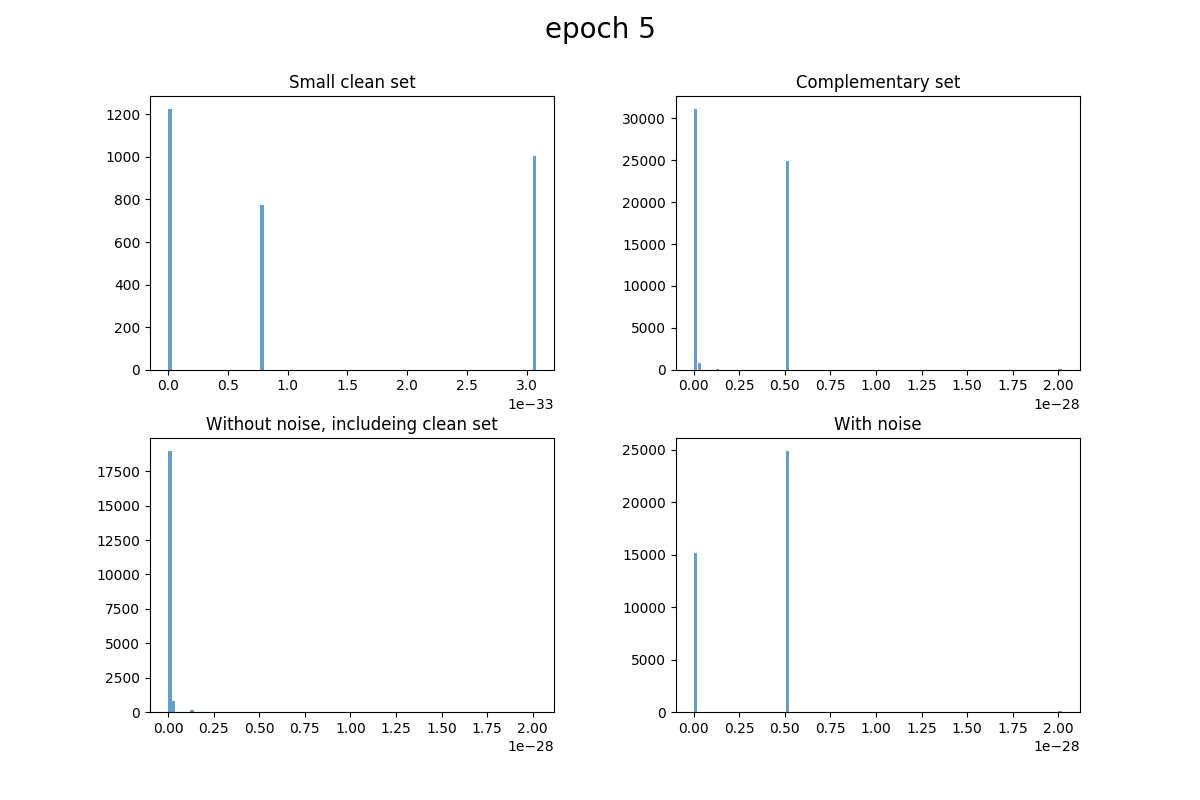 epoch 5
Small clean set
1200
1000
800
600
400
200
0
0.0 0.5 1.0 1.5 2.0 2.5 3.0
1e−33
Complementary set
30000
25000
20000
15000
10000
5000
0
0.00 0.25 0.50 0.75 1.00 1.25 1.50 1.75 2.00
1e−28
Without noise, includeing clean set
17500
15000
12500
10000
7500
5000
2500
0
0.00 0.25 0.50 0.75 1.00 1.25 1.50 1.75 2.00
1e−28
With noise
25000
20000
15000
10000
5000
0
0.00 0.25 0.50 0.75 1.00 1.25 1.50 1.75 2.00
1e−28